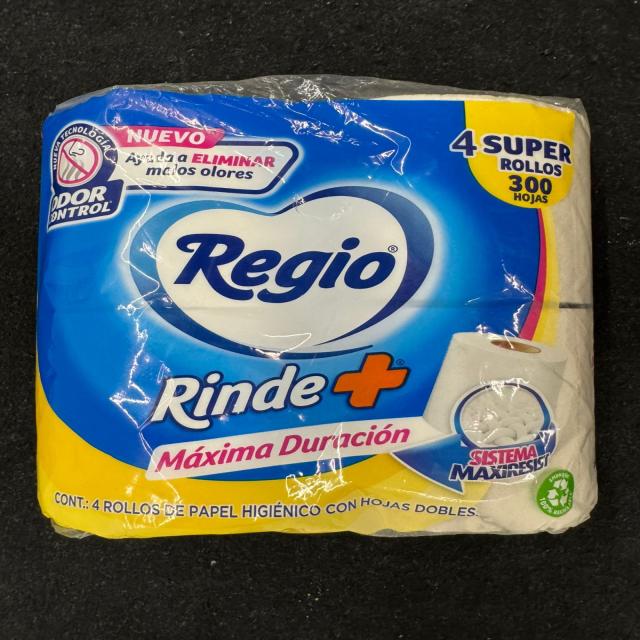 NUEVA TECNOLOGÍA
ODOR
CONTROL
NUEVO
Ayuda a ELIMINAR
malos olores
4 SUPER
ROLLOS
300
HOJAS
Regio®
Rinde+®
Máxima Duración
SISTEMA
MAXIRESIST
CONT.: 4 ROLLOS DE PAPEL HIGIÉNICO CON HOJAS DOBLES.